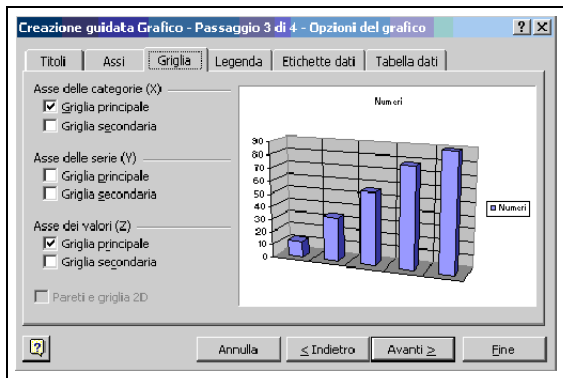 Creazione guidata Grafico - Passaggio 3 di 4 - Opzioni del grafico
Titoli Assi Griglia Legenda Etichette dati Tabella dati
Asse delle categorie (X)
Griglia principale
Griglia secondaria
Asse delle serie (Y)
Griglia principale
Griglia secondaria
Asse dei valori (Z)
Griglia principale
Griglia secondaria
Pareti e griglia 2D
Numeri
90
80
70
60
50
40
30
20
10
0
Numeri
Annulla < Indietro Avanti > Fine